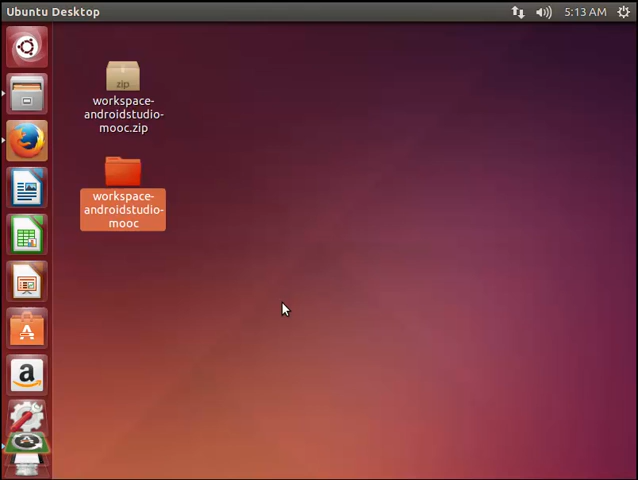 Ubuntu Desktop
5:13 AM
zip
workspace-
androidstudio-
mooc.zip
workspace-
androidstudio-
mooc